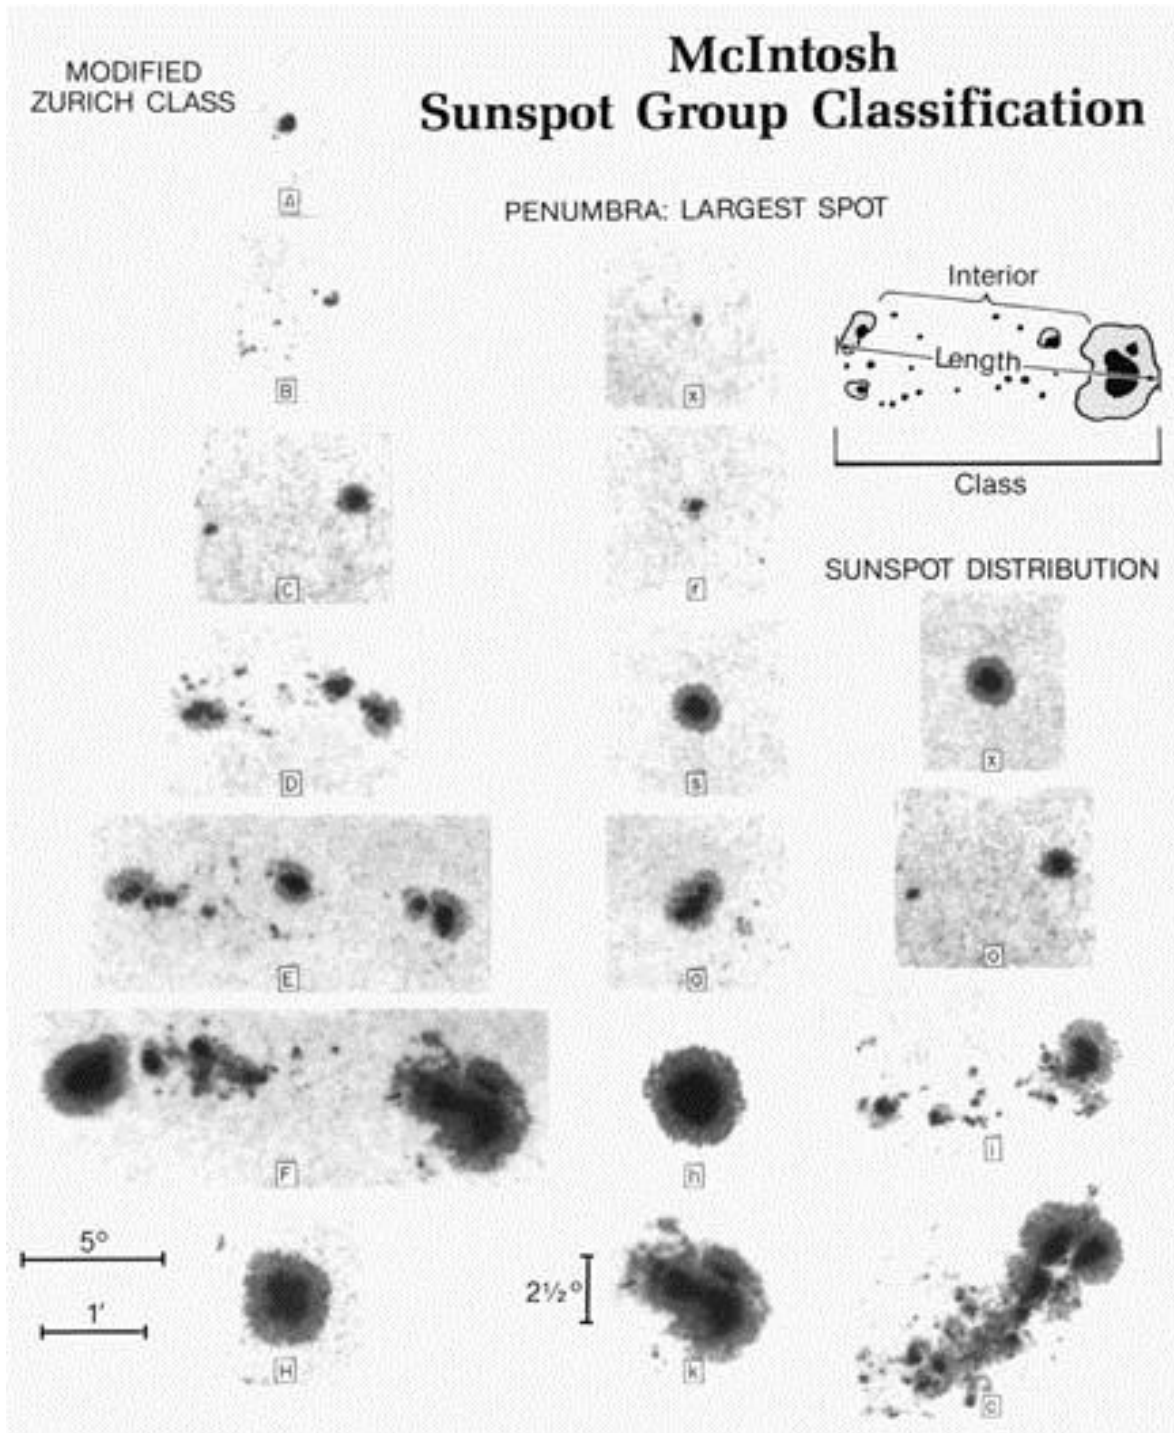 McIntosh
Sunspot Group Classification
MODIFIED
ZURICH CLASS
A
B
C
D
E
F
H
5°
1'
PENUMBRA: LARGEST SPOT
x
r
s
a
h
k
2½°
Interior
Length
Class
SUNSPOT DISTRIBUTION
x
o
i
c